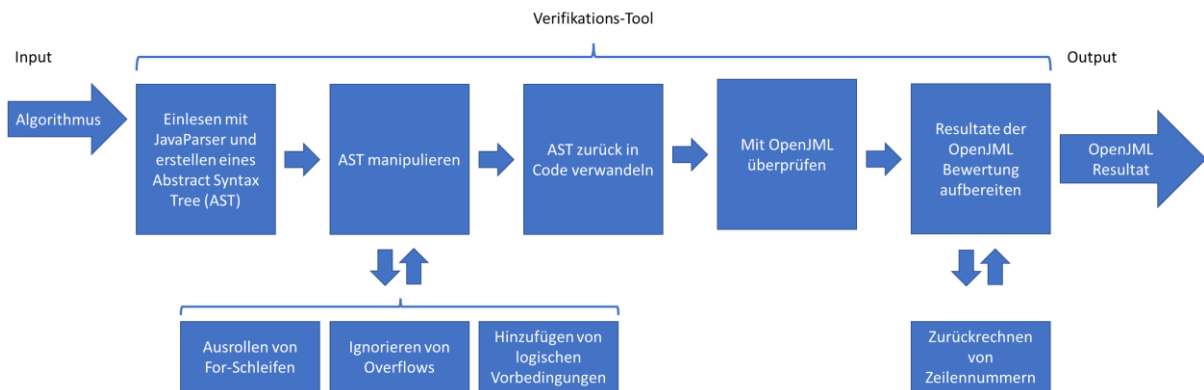 Verifikations-Tool
Input
Output
Algorithmus
Einlesen mit
JavaParser und
erstellen eines
Abstract Syntax
Tree (AST)
AST manipulieren
AST zurück in
Code verwandeln
Mit OpenJML
überprüfen
Resultate der
OpenJML
Bewertung
aufbereiten
OpenJML
Resultat
Ausrollen von
For-Schleifen
Ignorieren von
Overflows
Hinzufügen von
logischen
Vorbedingungen
Zurückrechnen
von
Zeilennummern